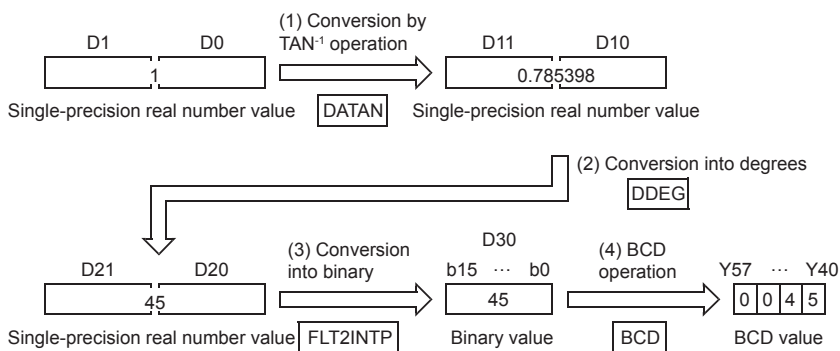 (1) Conversion by
TAN-1 operation
D1 D0
D11 D10
1
0.785398
Single-precision real number value
DATAN
Single-precision real number value
(2) Conversion into degrees
DDEG
(3) Conversion
into binary
D30
(4) BCD
operation
D21 D20
b15 ··· b0
Y57 ··· Y40
45
45
0 0 4 5
Single-precision real number value
FLT2INTP
Binary value
BCD
BCD value